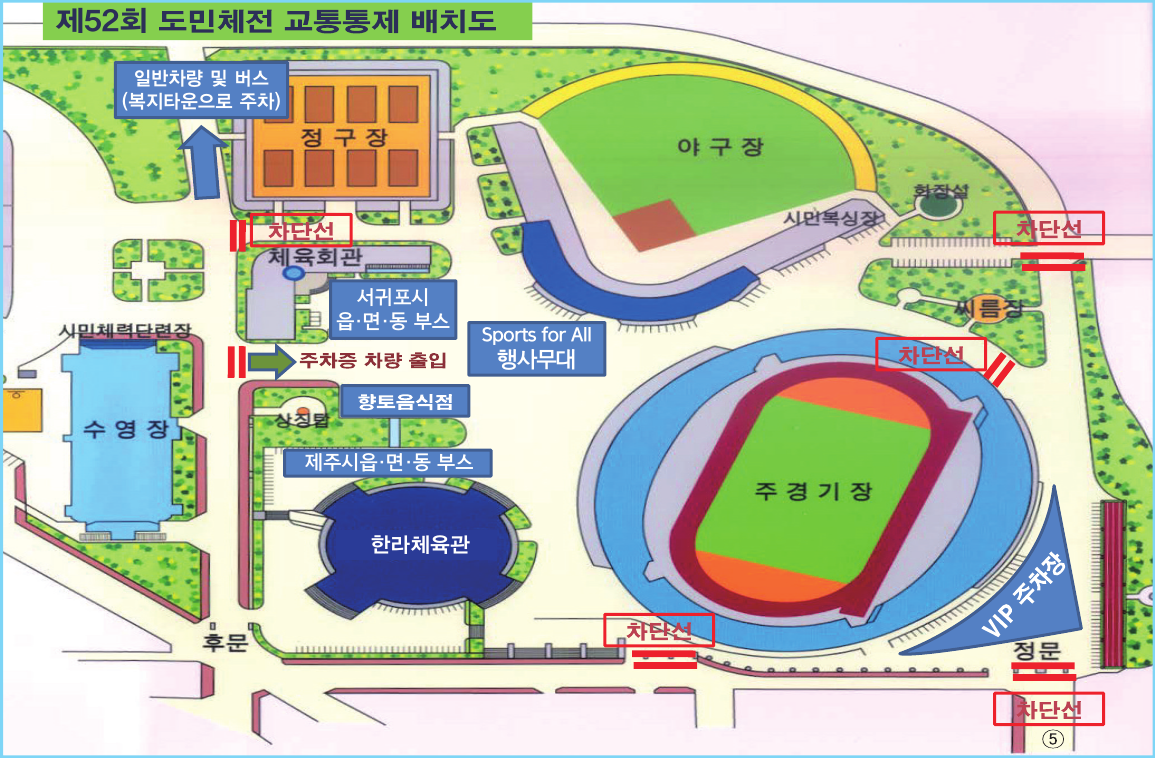 제52회 도민체전 교통통제 배치도
일반차량 및 버스
(복지타운으로 주차)
정구장
야구장
화장실
시민복싱장
차단선
차단선
체육회관
서귀포시
읍·면·동 부스
씨름장
시민체력단련장
Sports for All
행사무대
주차증 차량 출입
차단선
향토음식점
상징탑
수영장
제주시읍·면·동 부스
주경기장
한라체육관
VIP 주차장
차단선
후문
정문
차단선
⑤